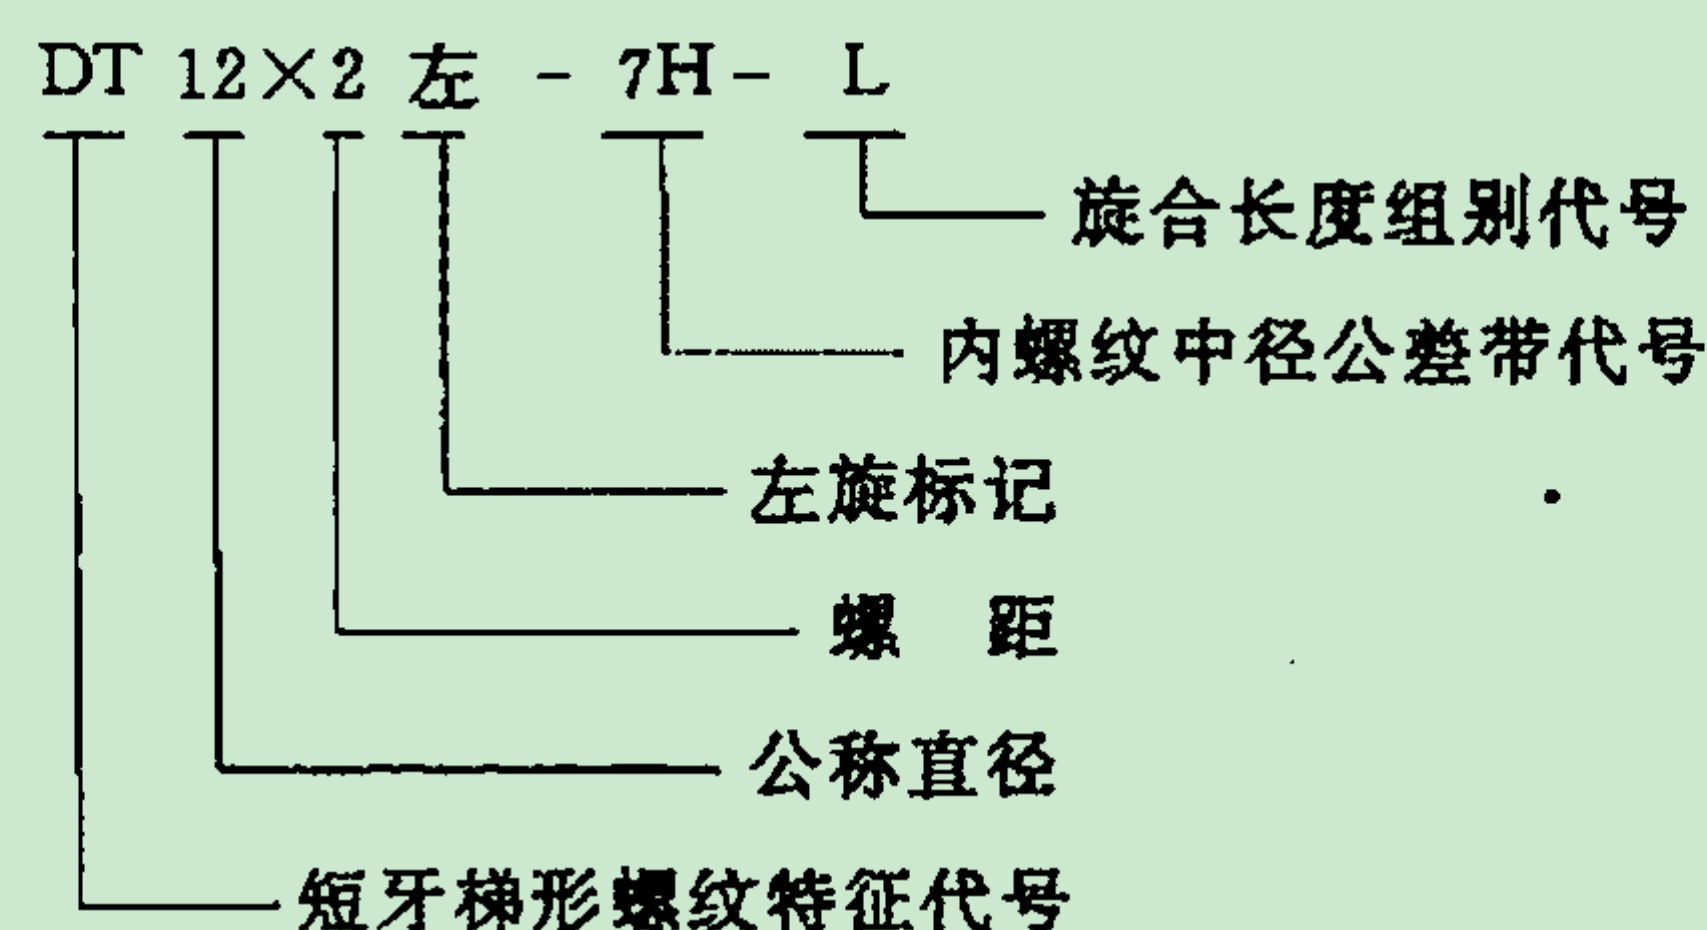 DT 12×2 左 - 7H - L
旋合长度组别代号
内螺纹中径公差带代号
左旋标记
螺 距
公称直径
短牙梯形螺纹特征代号